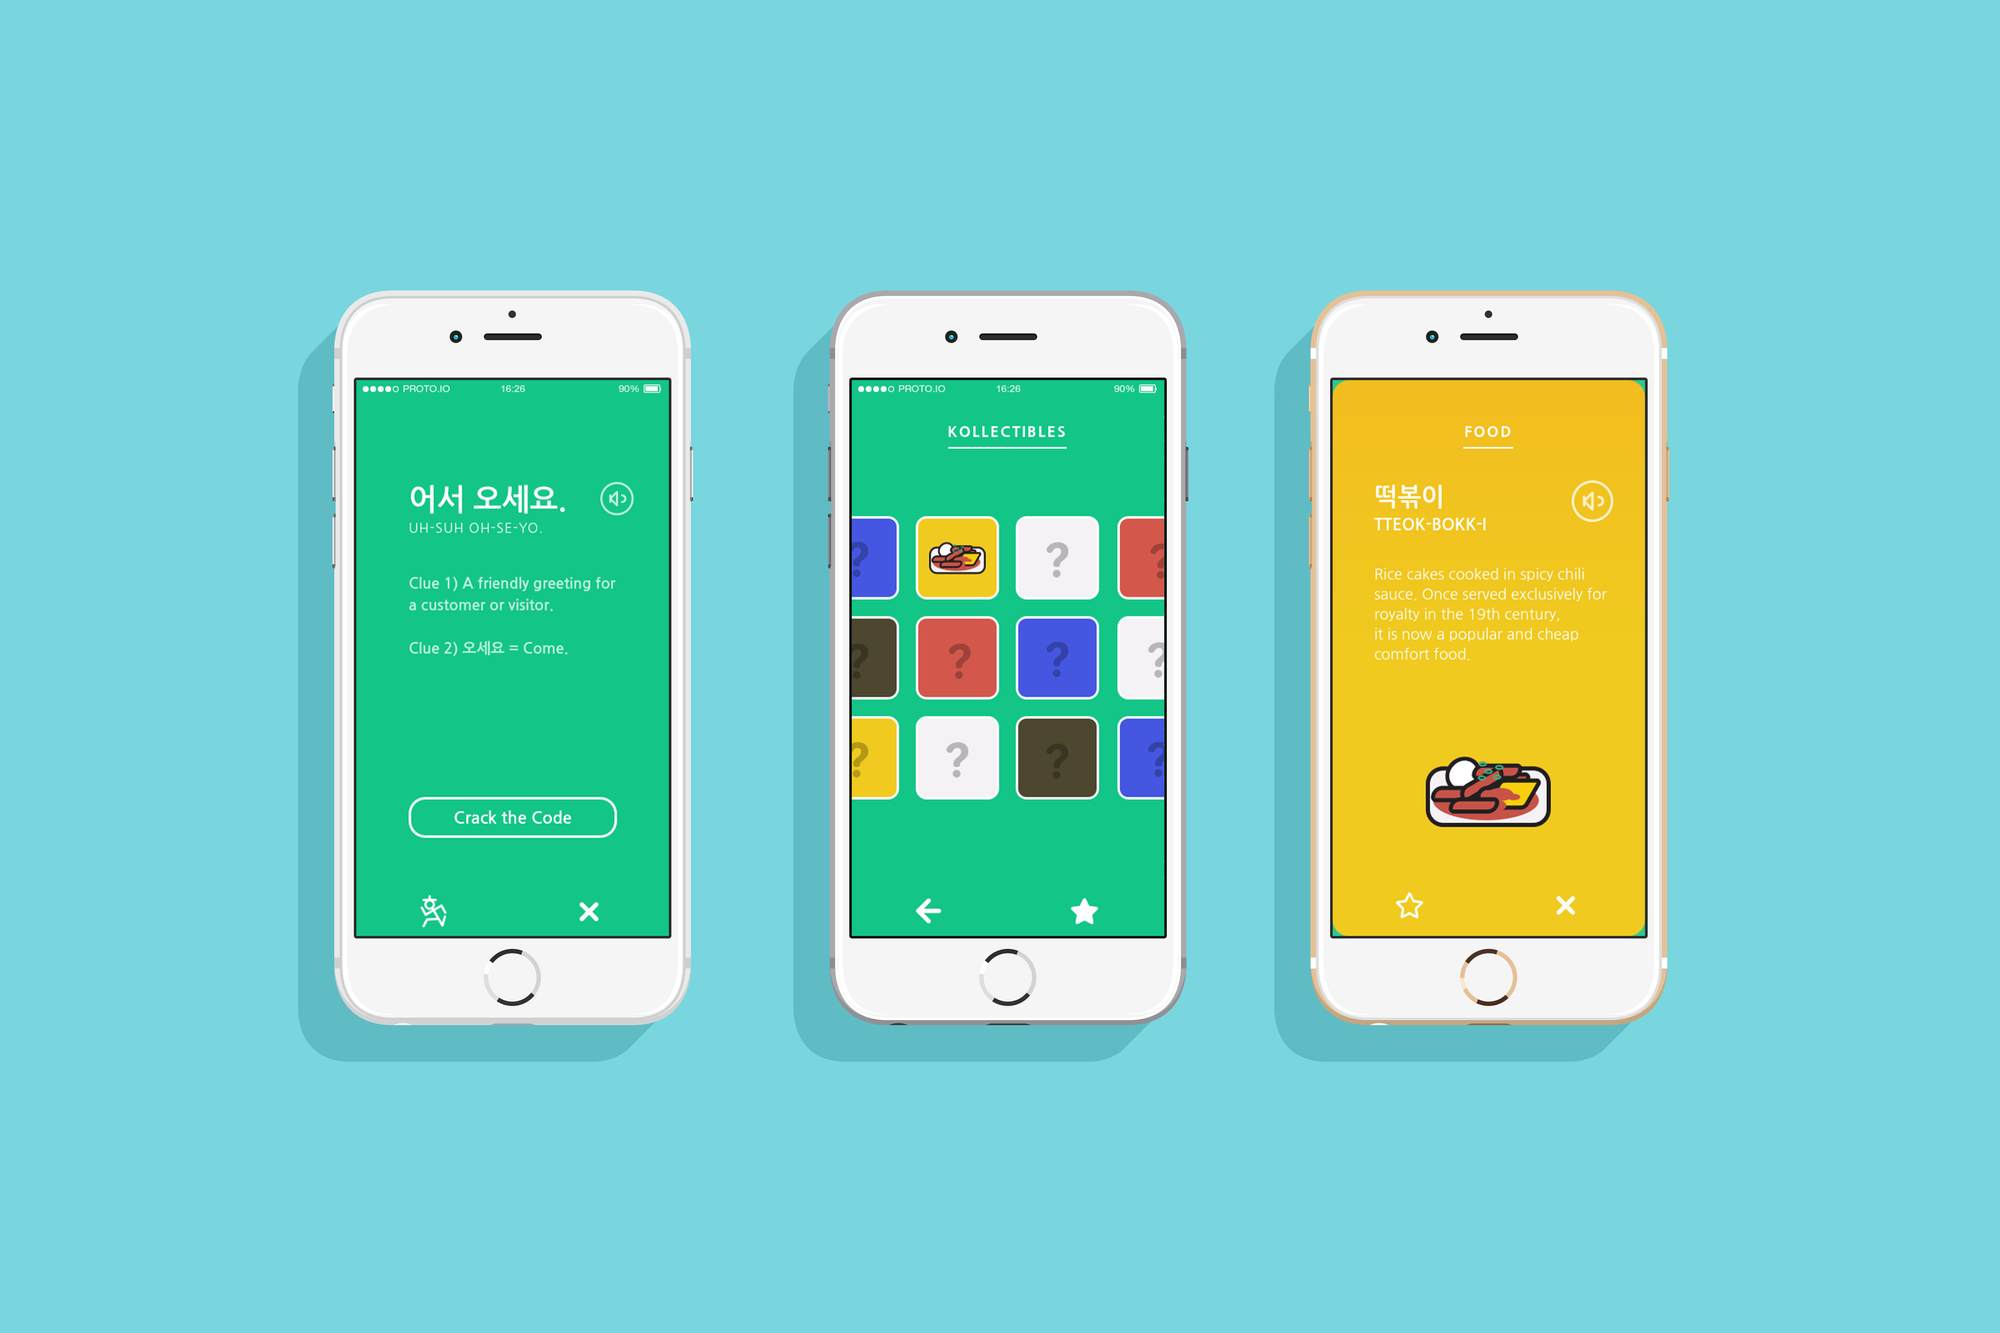 PROTO.IO 16:26 90%
어서 오세요.
UH-SUH OH-SE-YO.
Clue 1) A friendly greeting for
a customer or visitor.
Clue 2) 오세요 = Come.
Crack the Code
PROTO.IO 16:26 90%
KOLLECTIBLES
? ? ?
? ? ? ?
? ? ? ?
FOOD
떡볶이
TTEOK-BOKK-I
Rice cakes cooked in spicy chili
sauce. Once served exclusively for
royalty in the 19th century,
it is now a popular and cheap
comfort food.